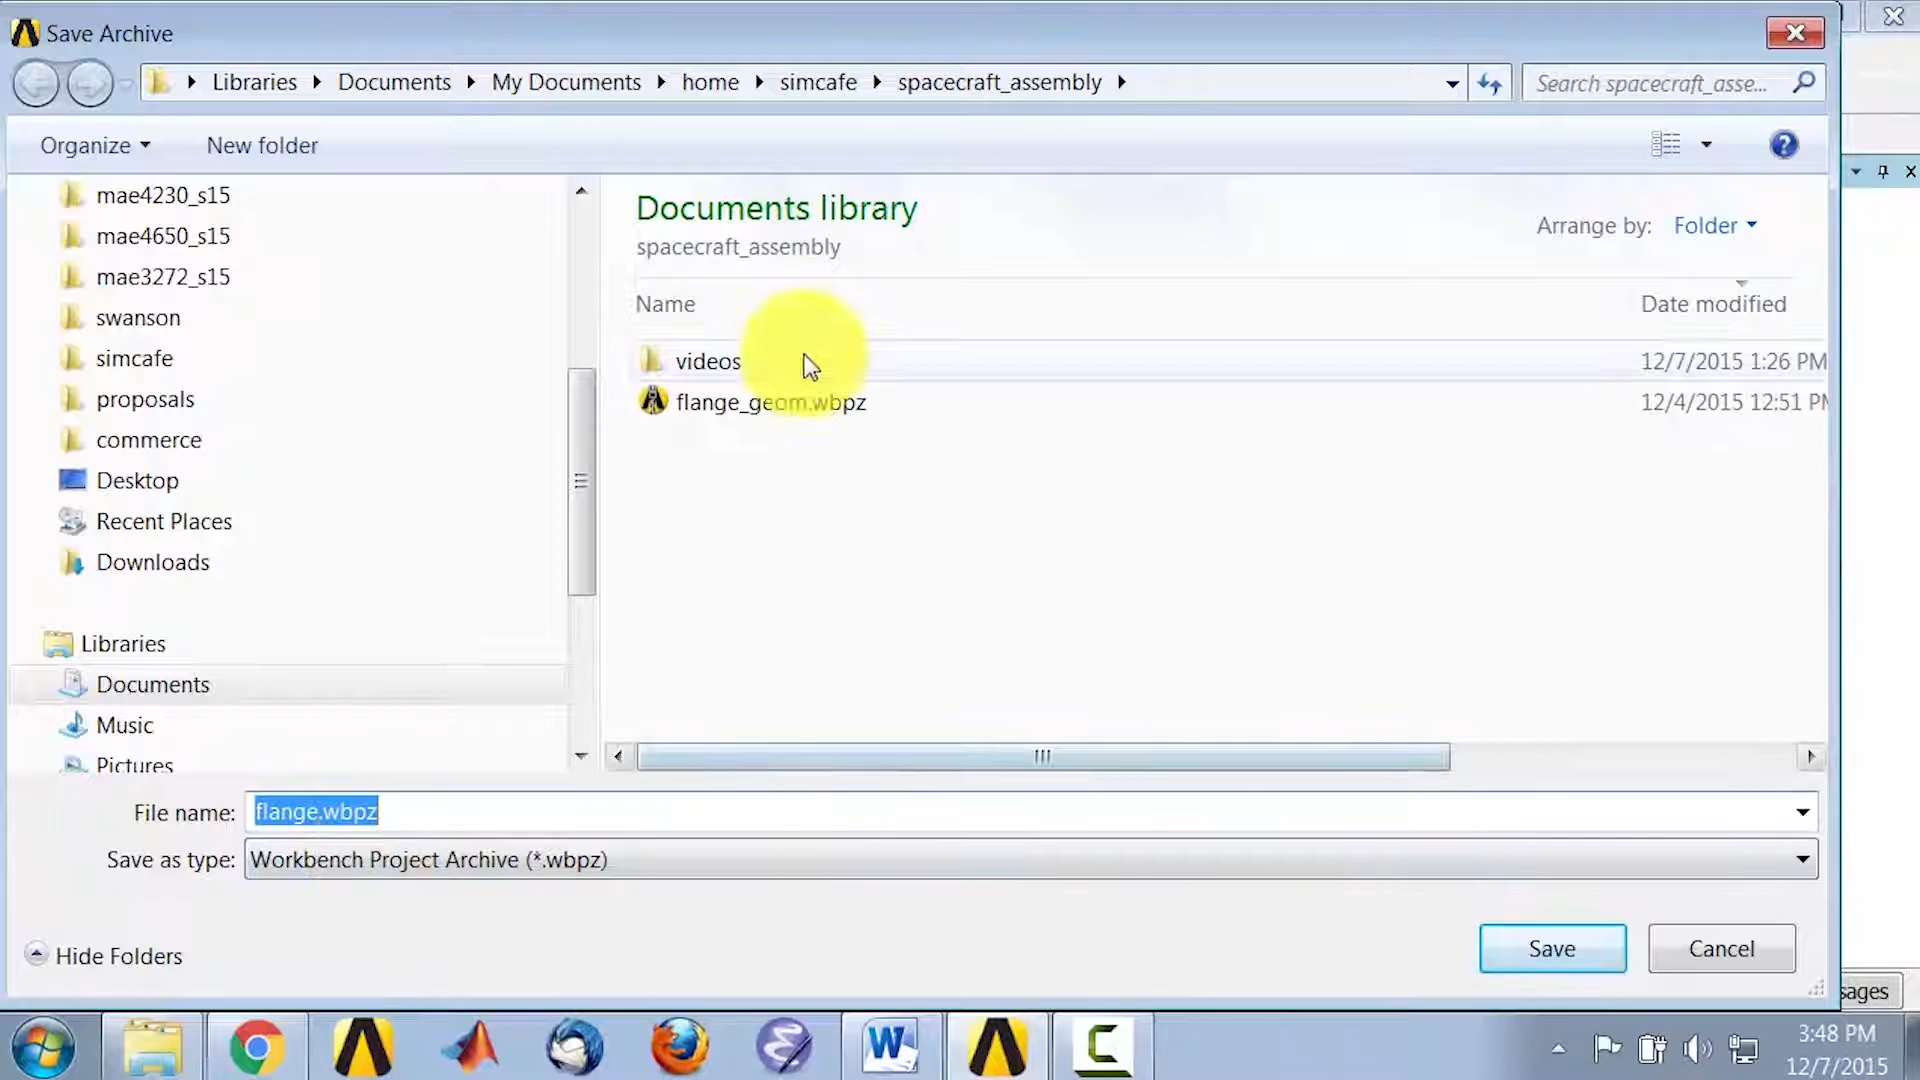 Save Archive
Libraries Documents My Documents home simcafe spacecraft_assembly
Search spacecraft_asse...
Organize New folder
mae4230_s15
mae4650_s15
mae3272_s15
swanson
simcafe
proposals
commerce
Desktop
Recent Places
Downloads
Libraries
Documents
Music
Pictures
Documents library
spacecraft_assembly
Arrange by: Folder
Name Date modified
videos 12/7/2015 1:26 PM
flange_geom.wbpz 12/4/2015 12:51 PM
File name: flange.wbpz
Save as type: Workbench Project Archive (*.wbpz)
Hide Folders
Save Cancel
sages
3:48 PM
12/7/2015